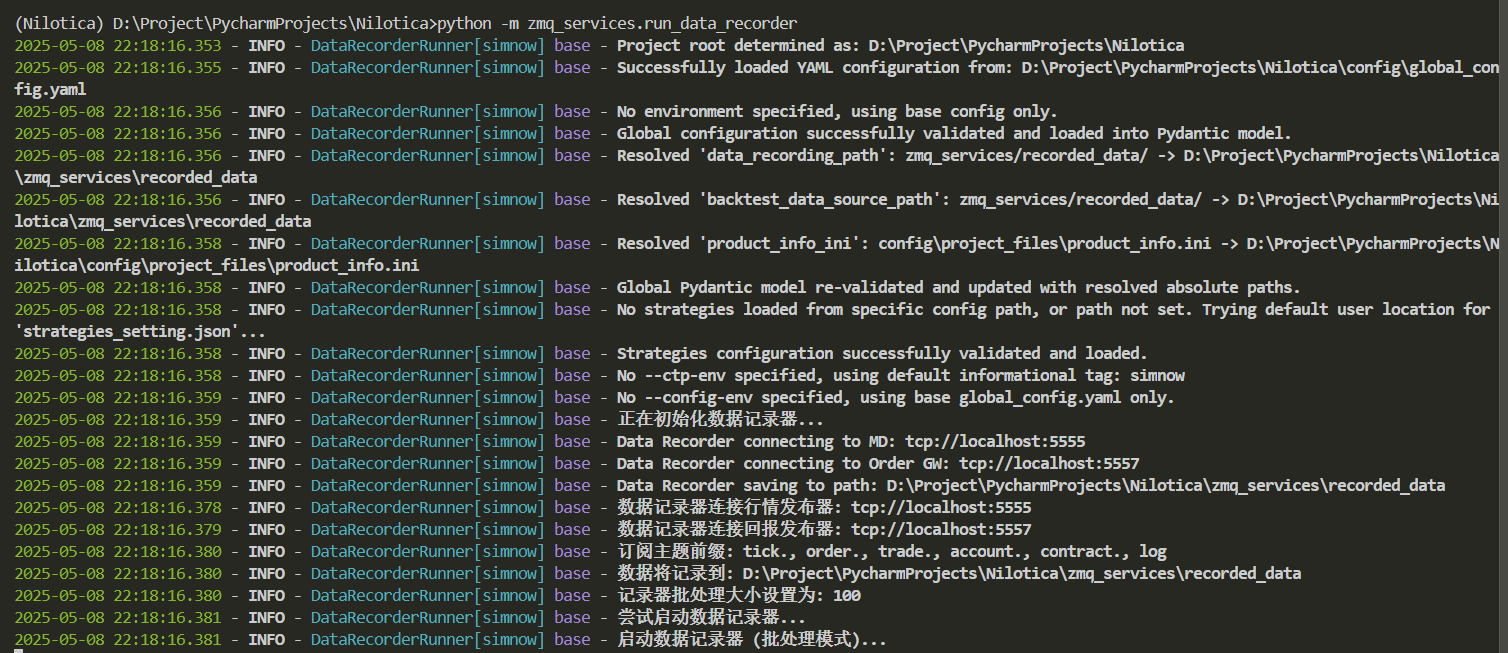 (Nilotica) D:\Project\PycharmProjects\Nilotica>python -m zmq_services.run_data_recorder
2025-05-08 22:18:16.353 - INFO - DataRecorderRunner[simnow] base - Project root determined as: D:\Project\PycharmProjects\Nilotica
2025-05-08 22:18:16.355 - INFO - DataRecorderRunner[simnow] base - Successfully loaded YAML configuration from: D:\Project\PycharmProjects\Nilotica\config\global_con
fig.yaml
2025-05-08 22:18:16.356 - INFO - DataRecorderRunner[simnow] base - No environment specified, using base config only.
2025-05-08 22:18:16.356 - INFO - DataRecorderRunner[simnow] base - Global configuration successfully validated and loaded into Pydantic model.
2025-05-08 22:18:16.356 - INFO - DataRecorderRunner[simnow] base - Resolved 'data_recording_path': zmq_services/recorded_data/ -> D:\Project\PycharmProjects\Nilotica
\zmq_services\recorded_data
2025-05-08 22:18:16.356 - INFO - DataRecorderRunner[simnow] base - Resolved 'backtest_data_source_path': zmq_services/recorded_data/ -> D:\Project\PycharmProjects\Ni
lotica\zmq_services\recorded_data
2025-05-08 22:18:16.358 - INFO - DataRecorderRunner[simnow] base - Resolved 'product_info_ini': config\project_files\product_info.ini -> D:\Project\PycharmProjects\N
ilotica\config\project_files\product_info.ini
2025-05-08 22:18:16.358 - INFO - DataRecorderRunner[simnow] base - Global Pydantic model re-validated and updated with resolved absolute paths.
2025-05-08 22:18:16.358 - INFO - DataRecorderRunner[simnow] base - No strategies loaded from specific config path, or path not set. Trying default user location for
'strategies_setting.json'...
2025-05-08 22:18:16.358 - INFO - DataRecorderRunner[simnow] base - Strategies configuration successfully validated and loaded.
2025-05-08 22:18:16.358 - INFO - DataRecorderRunner[simnow] base - No --ctp-env specified, using default informational tag: simnow
2025-05-08 22:18:16.359 - INFO - DataRecorderRunner[simnow] base - No --config-env specified, using base global_config.yaml only.
2025-05-08 22:18:16.359 - INFO - DataRecorderRunner[simnow] base - 正在初始化数据记录器...
2025-05-08 22:18:16.359 - INFO - DataRecorderRunner[simnow] base - Data Recorder connecting to MD: tcp://localhost:5555
2025-05-08 22:18:16.359 - INFO - DataRecorderRunner[simnow] base - Data Recorder connecting to Order GW: tcp://localhost:5557
2025-05-08 22:18:16.359 - INFO - DataRecorderRunner[simnow] base - Data Recorder saving to path: D:\Project\PycharmProjects\Nilotica\zmq_services\recorded_data
2025-05-08 22:18:16.378 - INFO - DataRecorderRunner[simnow] base - 数据记录器连接行情发布器: tcp://localhost:5555
2025-05-08 22:18:16.379 - INFO - DataRecorderRunner[simnow] base - 数据记录器连接回报发布器: tcp://localhost:5557
2025-05-08 22:18:16.380 - INFO - DataRecorderRunner[simnow] base - 订阅主题前缀: tick., order., trade., account., contract., log
2025-05-08 22:18:16.380 - INFO - DataRecorderRunner[simnow] base - 数据将记录到: D:\Project\PycharmProjects\Nilotica\zmq_services\recorded_data
2025-05-08 22:18:16.380 - INFO - DataRecorderRunner[simnow] base - 记录器批处理大小设置为: 100
2025-05-08 22:18:16.381 - INFO - DataRecorderRunner[simnow] base - 尝试启动数据记录器...
2025-05-08 22:18:16.381 - INFO - DataRecorderRunner[simnow] base - 启动数据记录器 (批处理模式)...